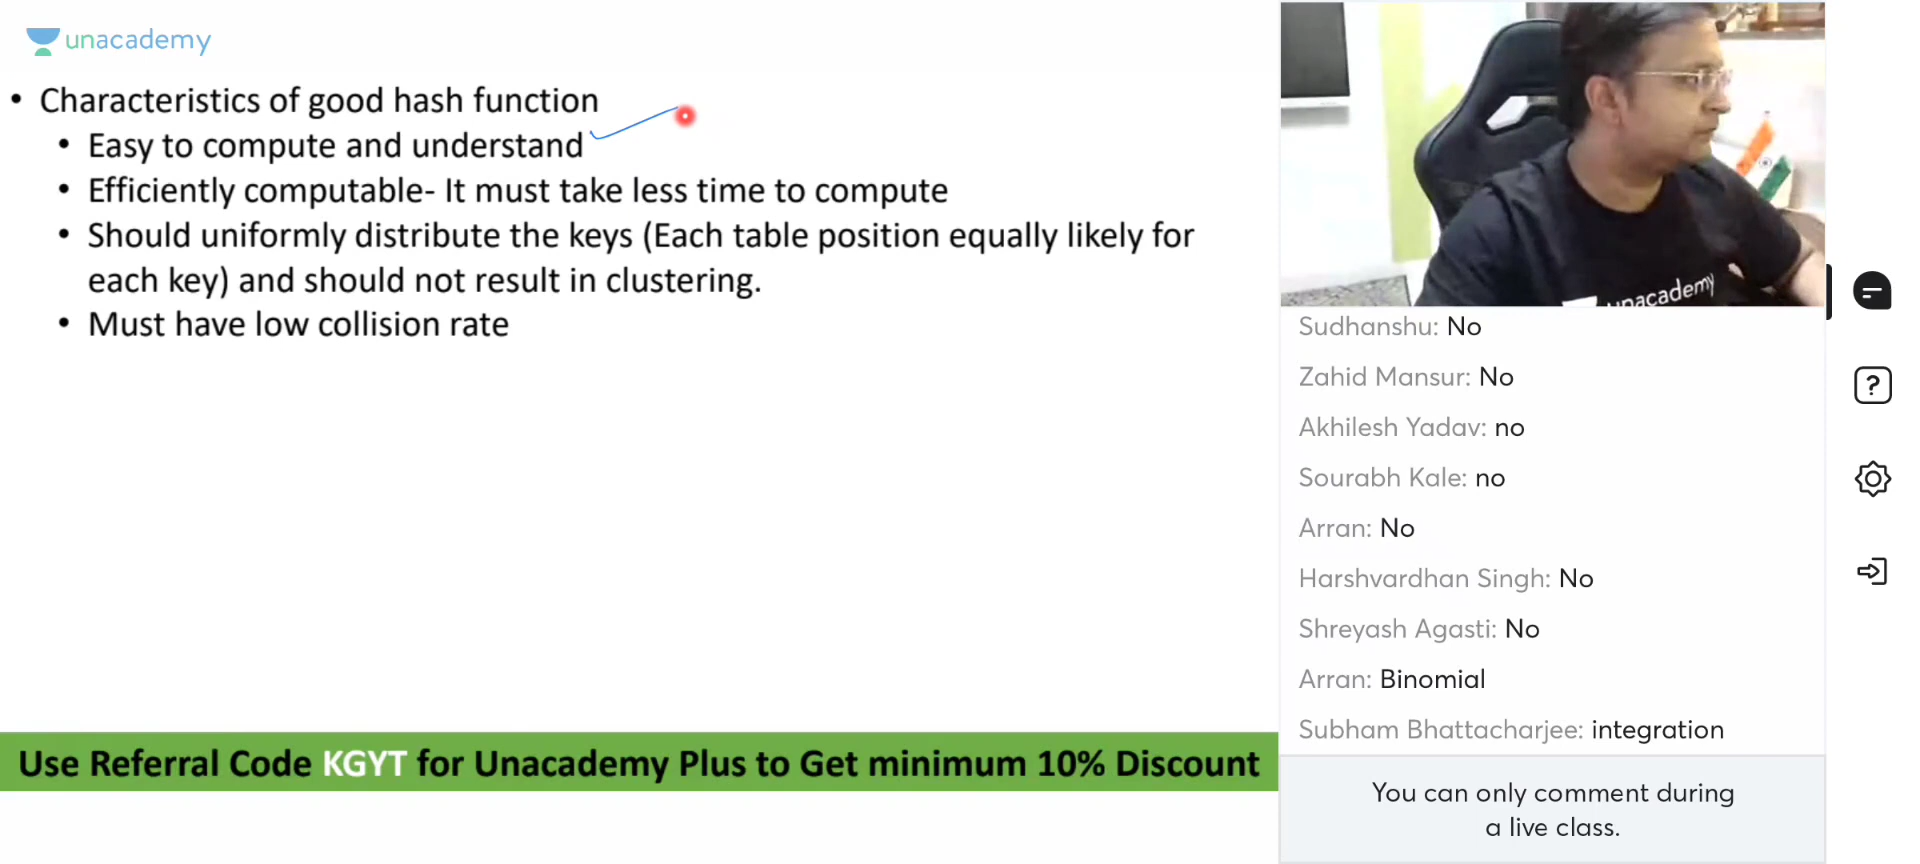 unacademy
• Characteristics of good hash function
• Easy to compute and understand
• Efficiently computable- It must take less time to compute
• Should uniformly distribute the keys (Each table position equally likely for
each key) and should not result in clustering.
• Must have low collision rate
Use Referral Code KGYT for Unacademy Plus to Get minimum 10% Discount
unacademy
Sudhanshu: No
Zahid Mansur: No
Akhilesh Yadav: no
Sourabh Kale: no
Arran: No
Harshvardhan Singh: No
Shreyash Agasti: No
Arran: Binomial
Subham Bhattacharjee: integration
You can only comment during
a live class.
?